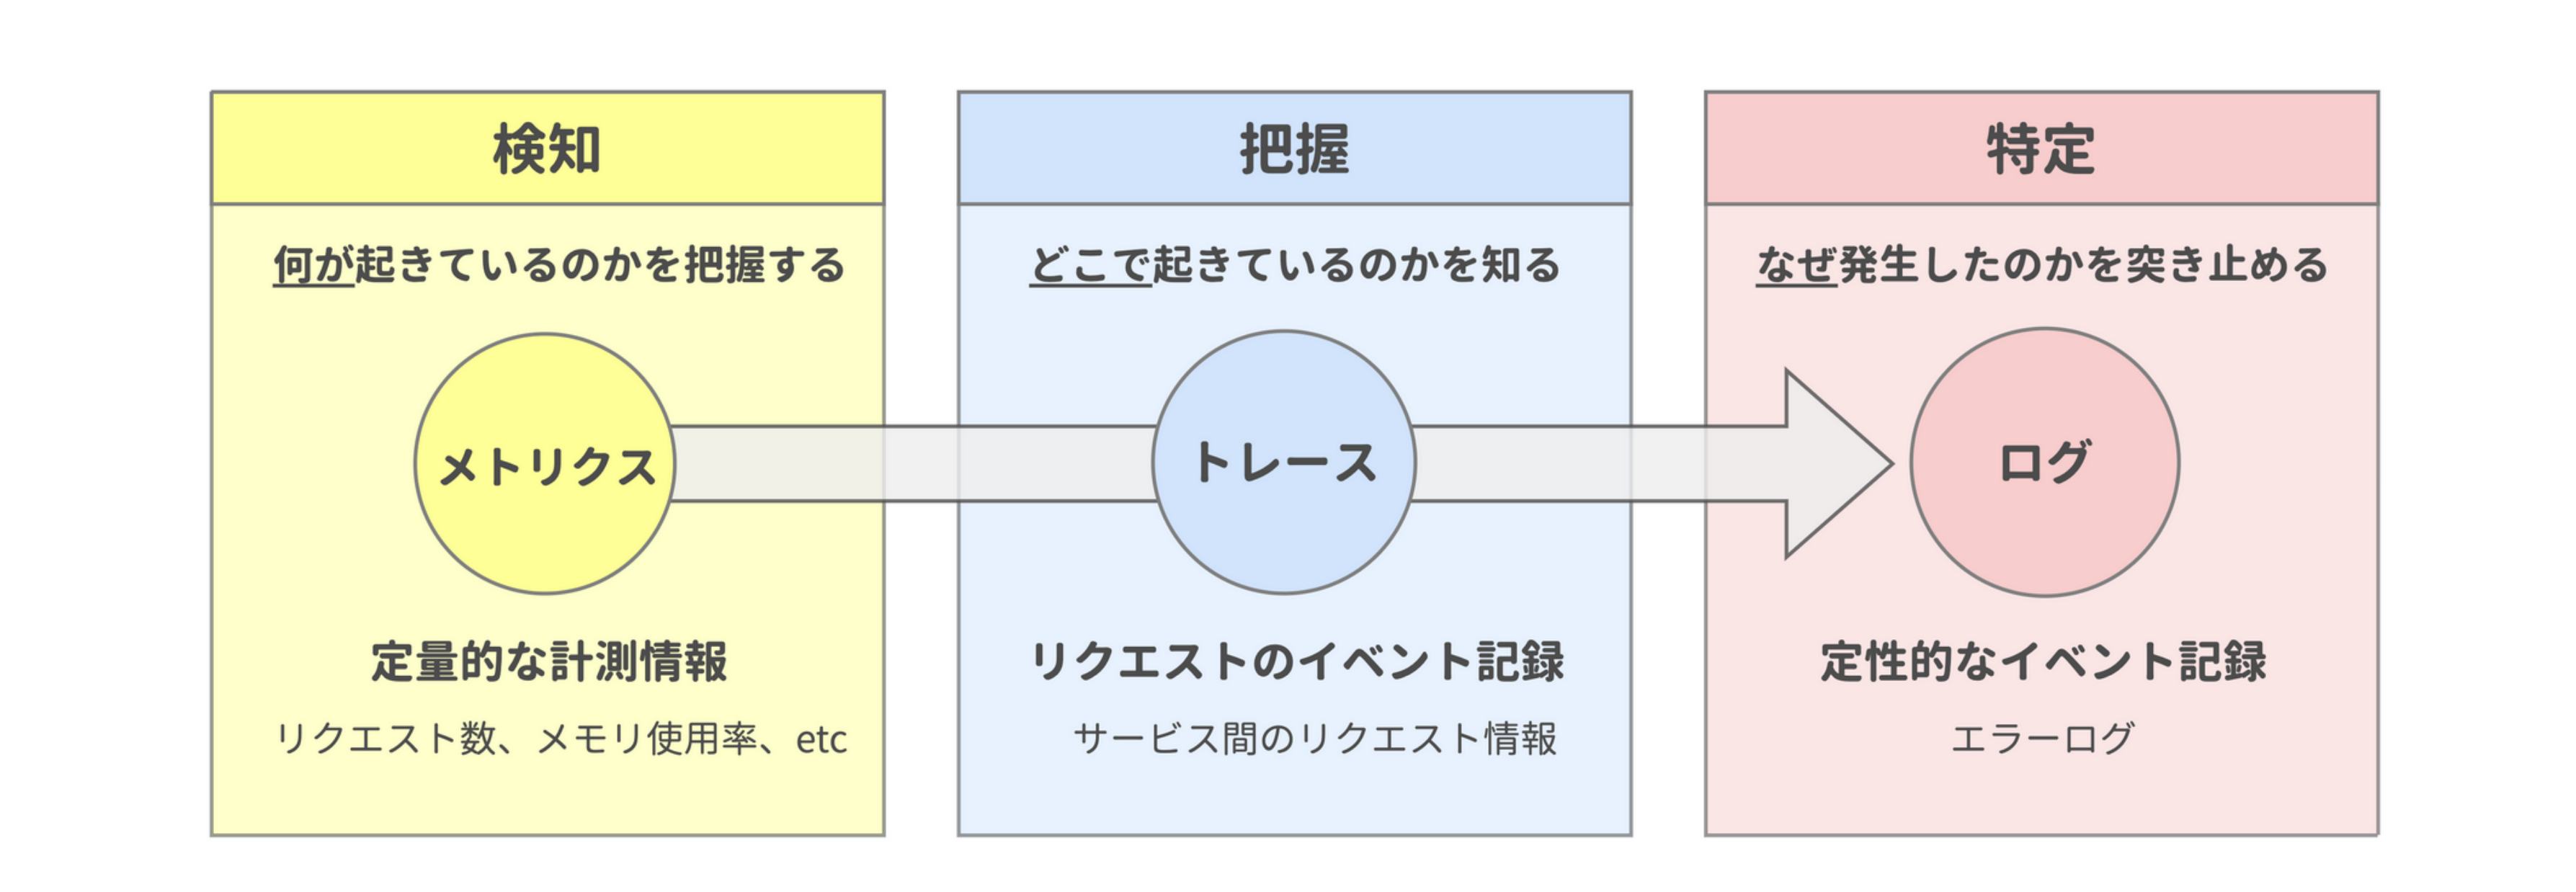 検知
何が起きているのかを把握する
メトリクス
定量的な計測情報
リクエスト数、メモリ使用率、etc
把握
どこで起きているのかを知る
トレース
リクエストのイベント記録
サービス間のリクエスト情報
特定
なぜ発生したのかを突き止める
ログ
定性的なイベント記録
エラーログ